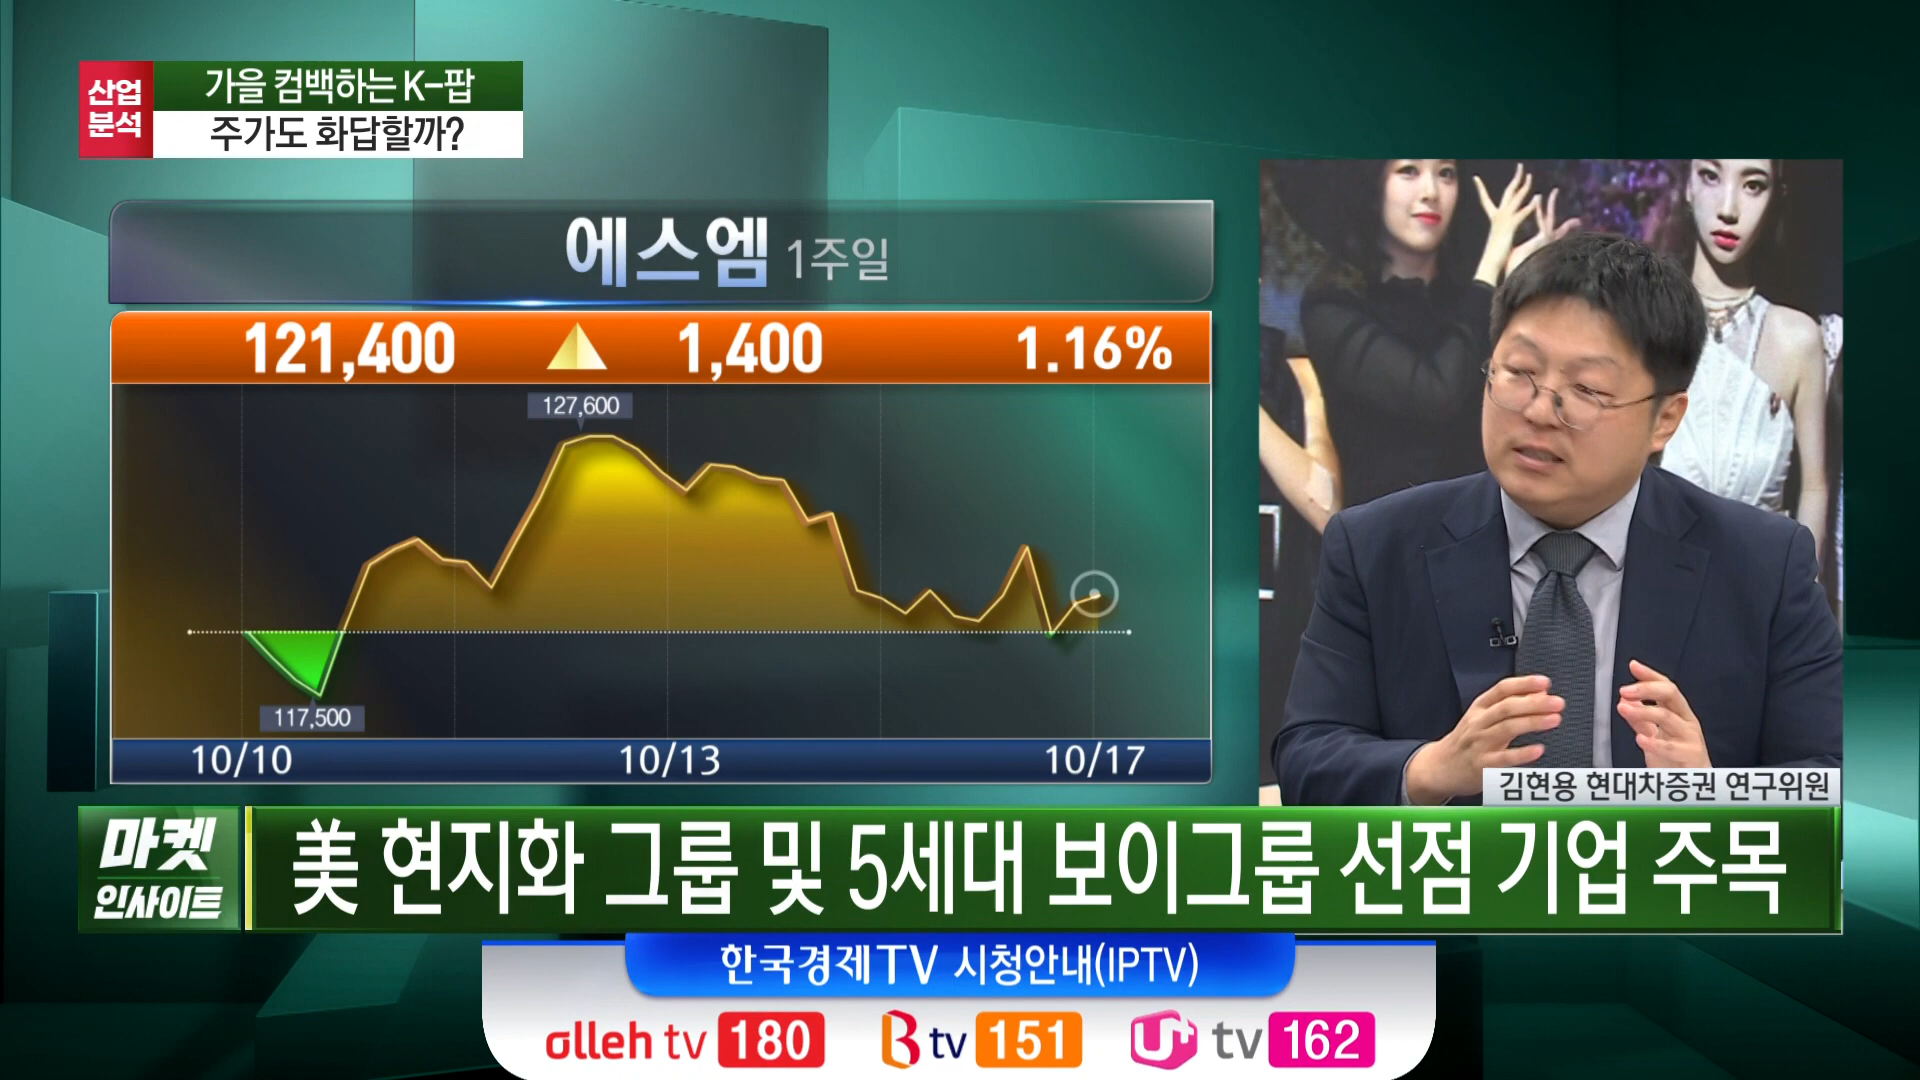 산업
분석
가을 컴백하는 K-팝
주가도 화답할까?
에스엠 1주일
121,400 1,400 1.16%
127,600
117,500
10/10 10/13 10/17
김현용 현대차증권 연구위원
마켓
인사이트
美 현지화 그룹 및 5세대 보이그룹 선점 기업 주목
한국경제TV 시청안내(IPTV)
olleh tv 180 B tv 151 U+ tv 162